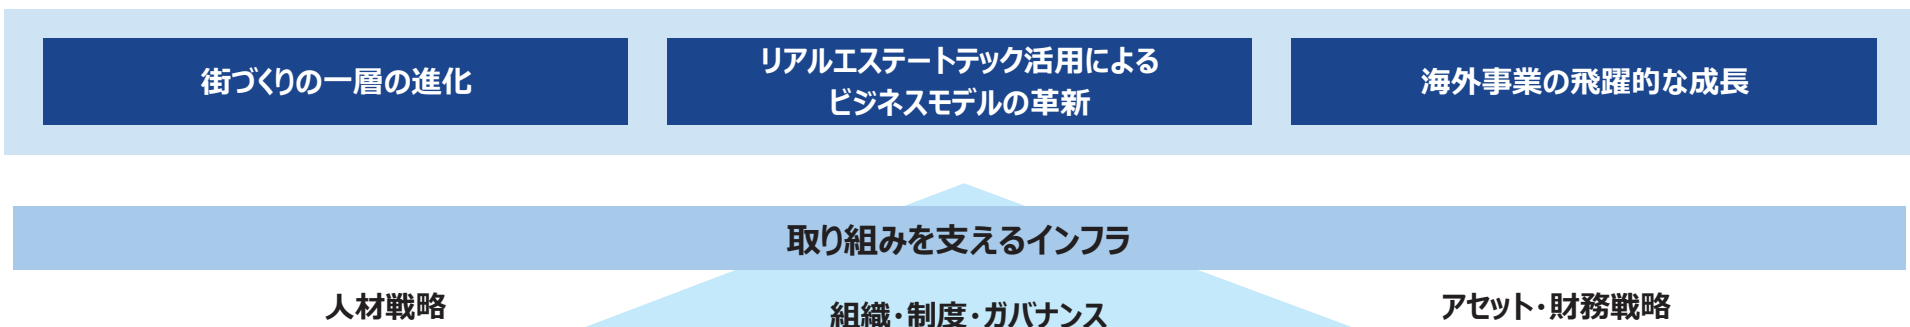 街づくりの一層の進化
リアルエステートテック活用による
ビジネスモデルの革新
海外事業の飛躍的な成長
取り組みを支えるインフラ
人材戦略
組織・制度・ガバナンス
アセット・財務戦略